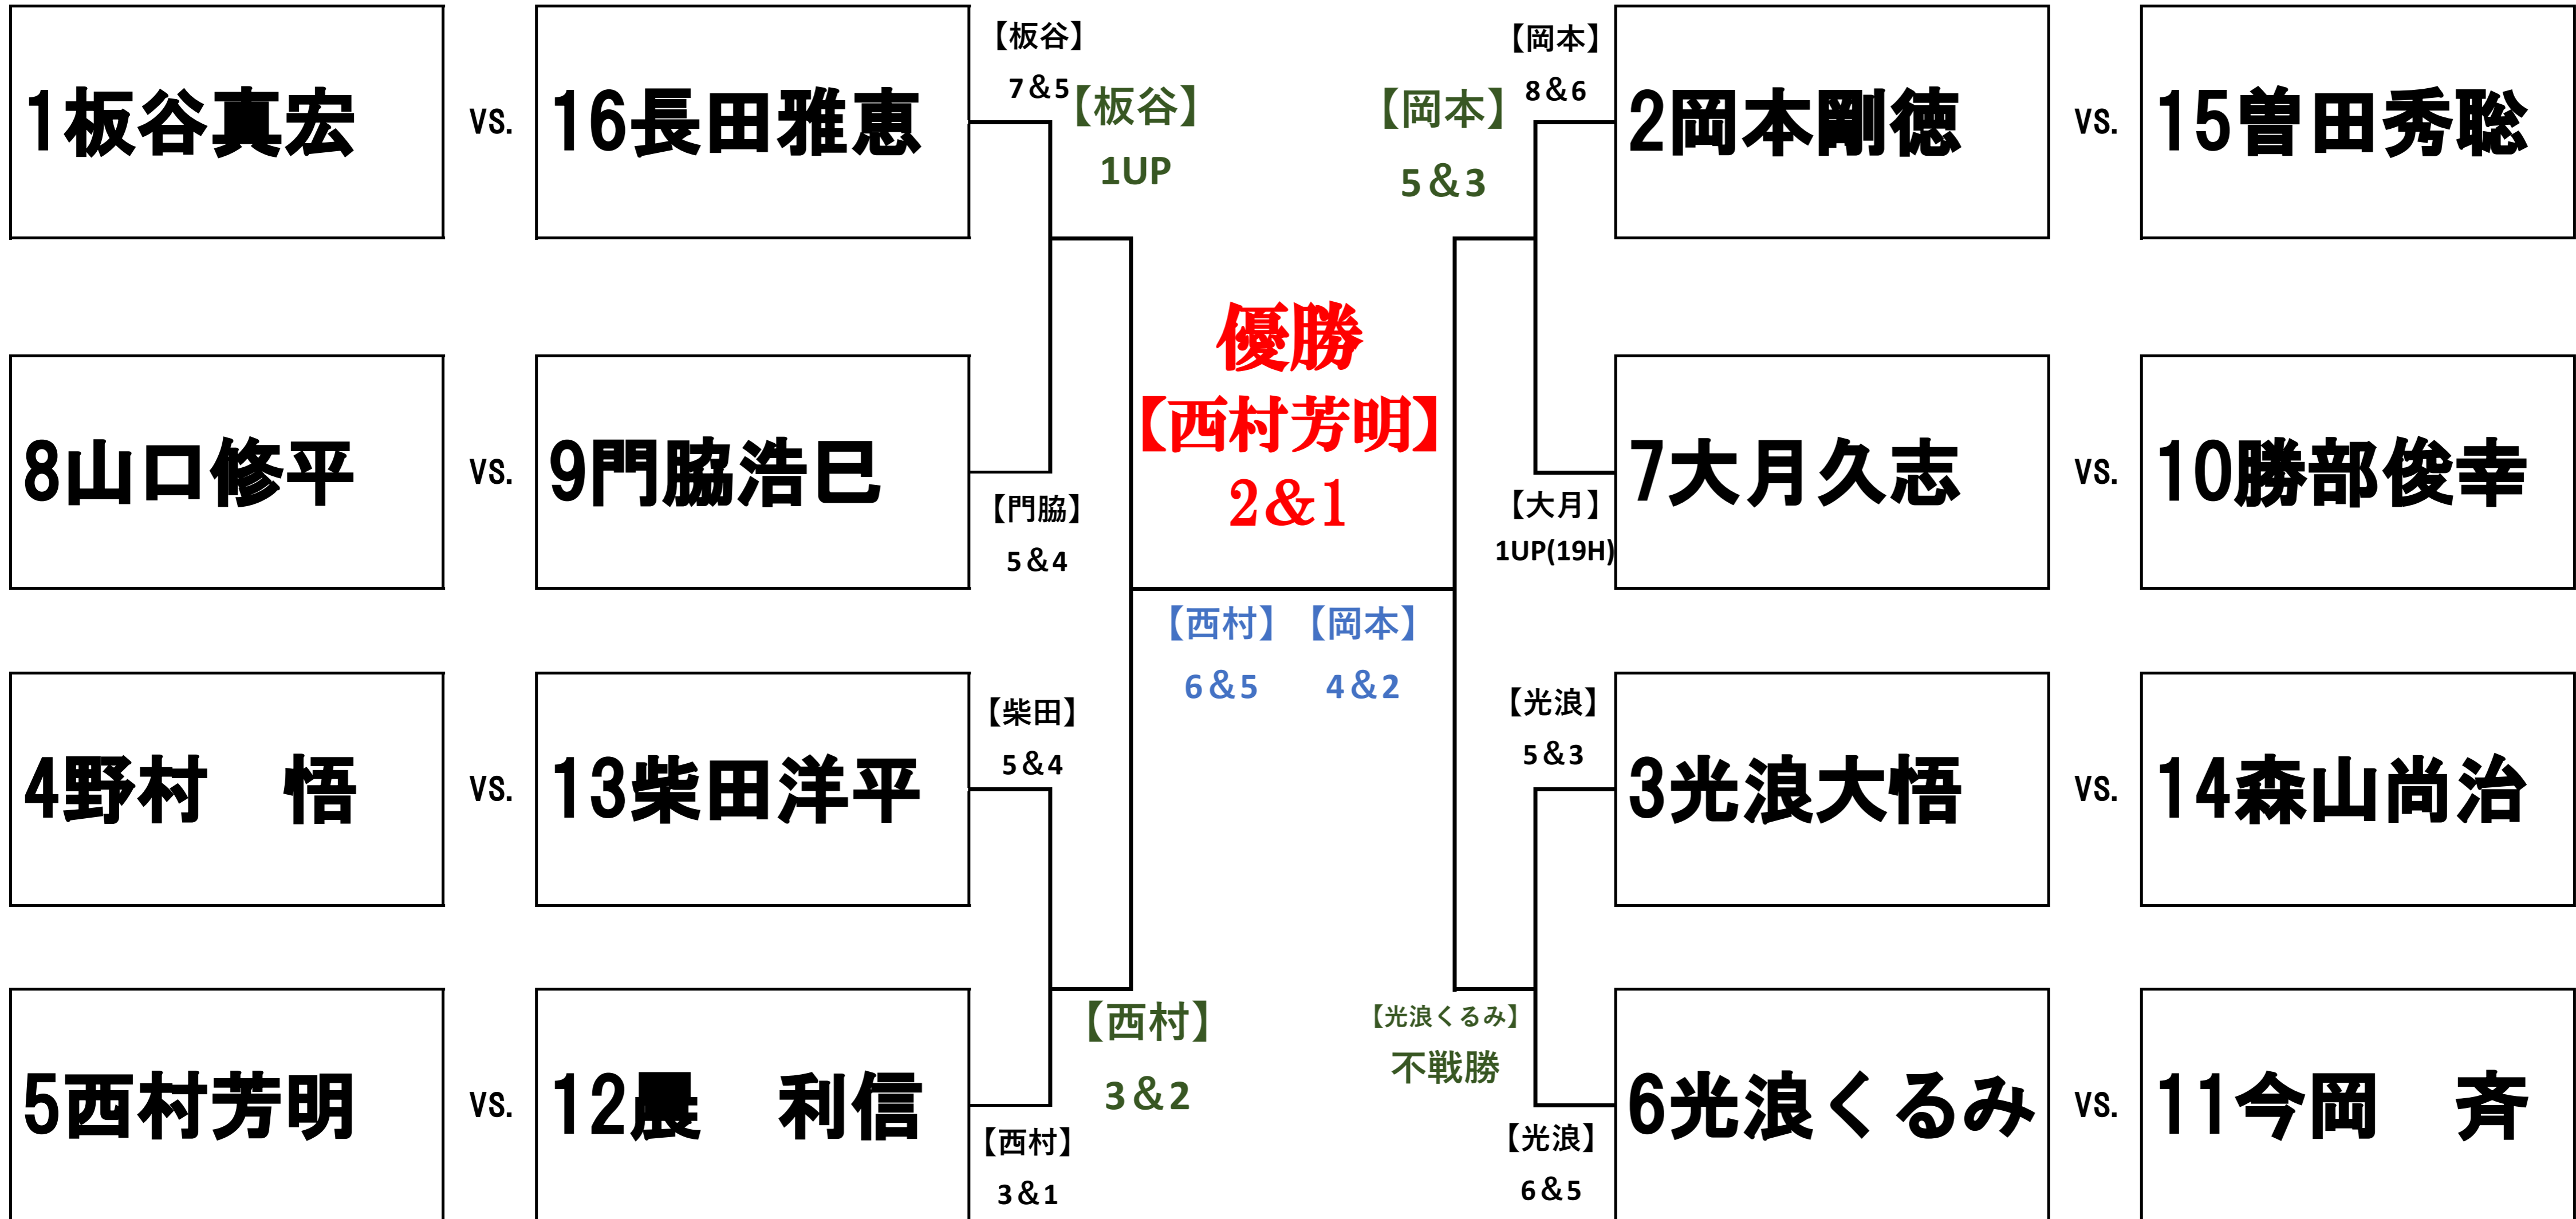 1板谷真宏 vs. 16長田雅恵
【板谷】
7&5
【板谷】
1UP
【岡本】
8&6
【岡本】
5&3
2岡本剛徳 vs. 15曽田秀聡
優勝
【西村芳明】
2&1
8山口修平 vs. 9門脇浩巳
【門脇】
5&4
【大月】
1UP(19H)
7大月久志 vs. 10勝部俊幸
【西村】 【岡本】
6&5 4&2
4野村　悟 vs. 13柴田洋平
【柴田】
5&4
【光浪】
5&3
3光浪大悟 vs. 14森山尚治
【西村】
3&2
【光浪くるみ】
不戦勝
5西村芳明 vs. 12農　利信
【西村】
3&1
【光浪】
6&5
6光浪くるみ vs. 11今岡　斉